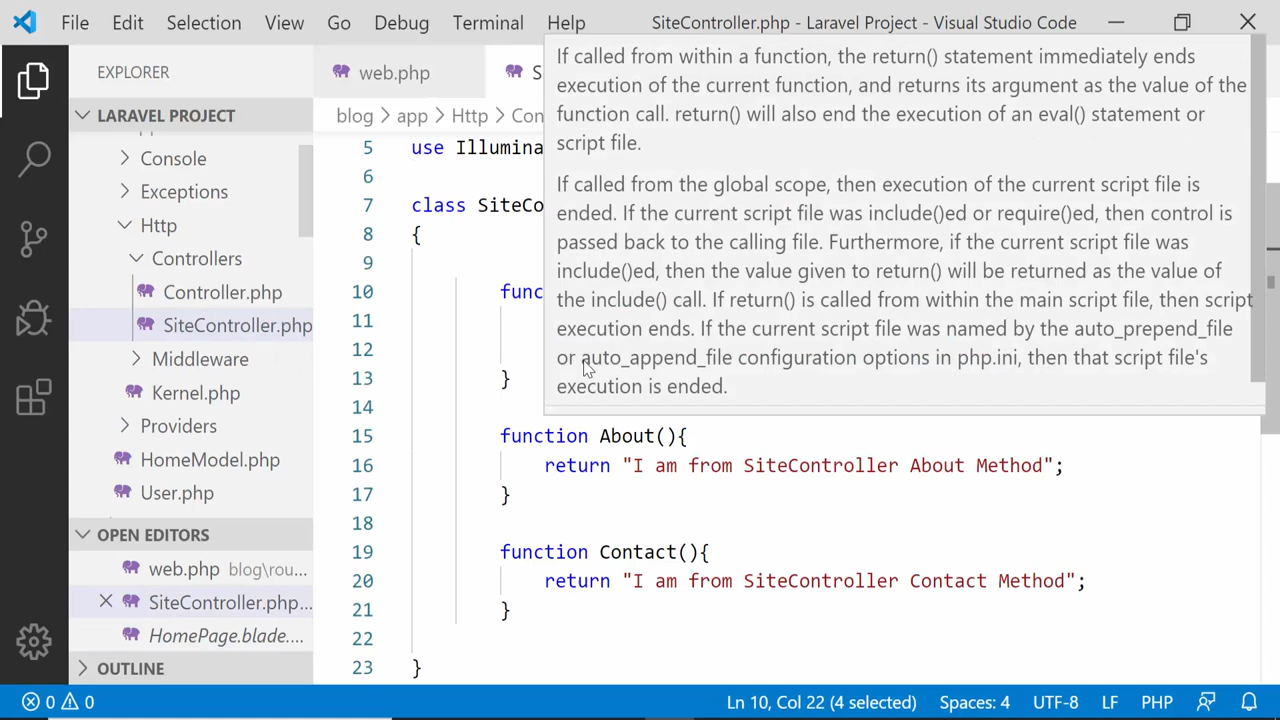 File Edit Selection View Go Debug Terminal Help SiteController.php - Laravel Project - Visual Studio Code
EXPLORER
LARAVEL PROJECT
Console
Exceptions
Http
Controllers
Controller.php
SiteController.php
Middleware
Kernel.php
Providers
HomeModel.php
User.php
OPEN EDITORS
web.php blog\rou...
SiteController.php...
HomePage.blade....
OUTLINE
web.php S
blog > app > Http > Con
If called from within a function, the return() statement immediately ends
execution of the current function, and returns its argument as the value of the
function call. return() will also end the execution of an eval() statement or
script file.
If called from the global scope, then execution of the current script file is
ended. If the current script file was include()ed or require()ed, then control is
passed back to the calling file. Furthermore, if the current script file was
include()ed, then the value given to return() will be returned as the value of
the include() call. If return() is called from within the main script file, then script
execution ends. If the current script file was named by the auto_prepend_file
or auto_append_file configuration options in php.ini, then that script file's
execution is ended.
5 use Illumina
6
7 class SiteCo
8 {
9
10 func
11
12
13 }
14
15 function About(){
16 return "I am from SiteController About Method";
17 }
18
19 function Contact(){
20 return "I am from SiteController Contact Method";
21 }
22
23 }
0 0 Ln 10, Col 22 (4 selected) Spaces: 4 UTF-8 LF PHP